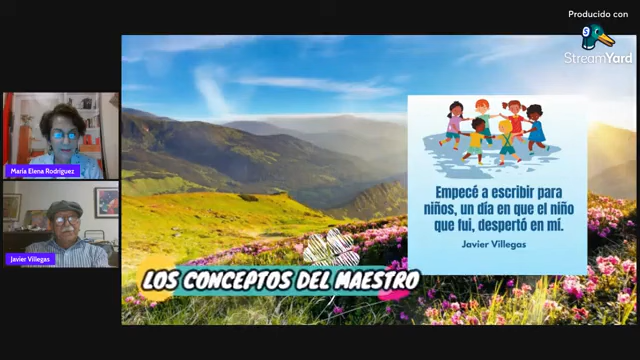 Producido con
StreamYard
María Elena Rodríguez
Javier Villegas
Empecé a escribir para
niños, un día en que el niño
que fui, despertó en mí.
Javier Villegas
LOS CONCEPTOS DEL MAESTRO